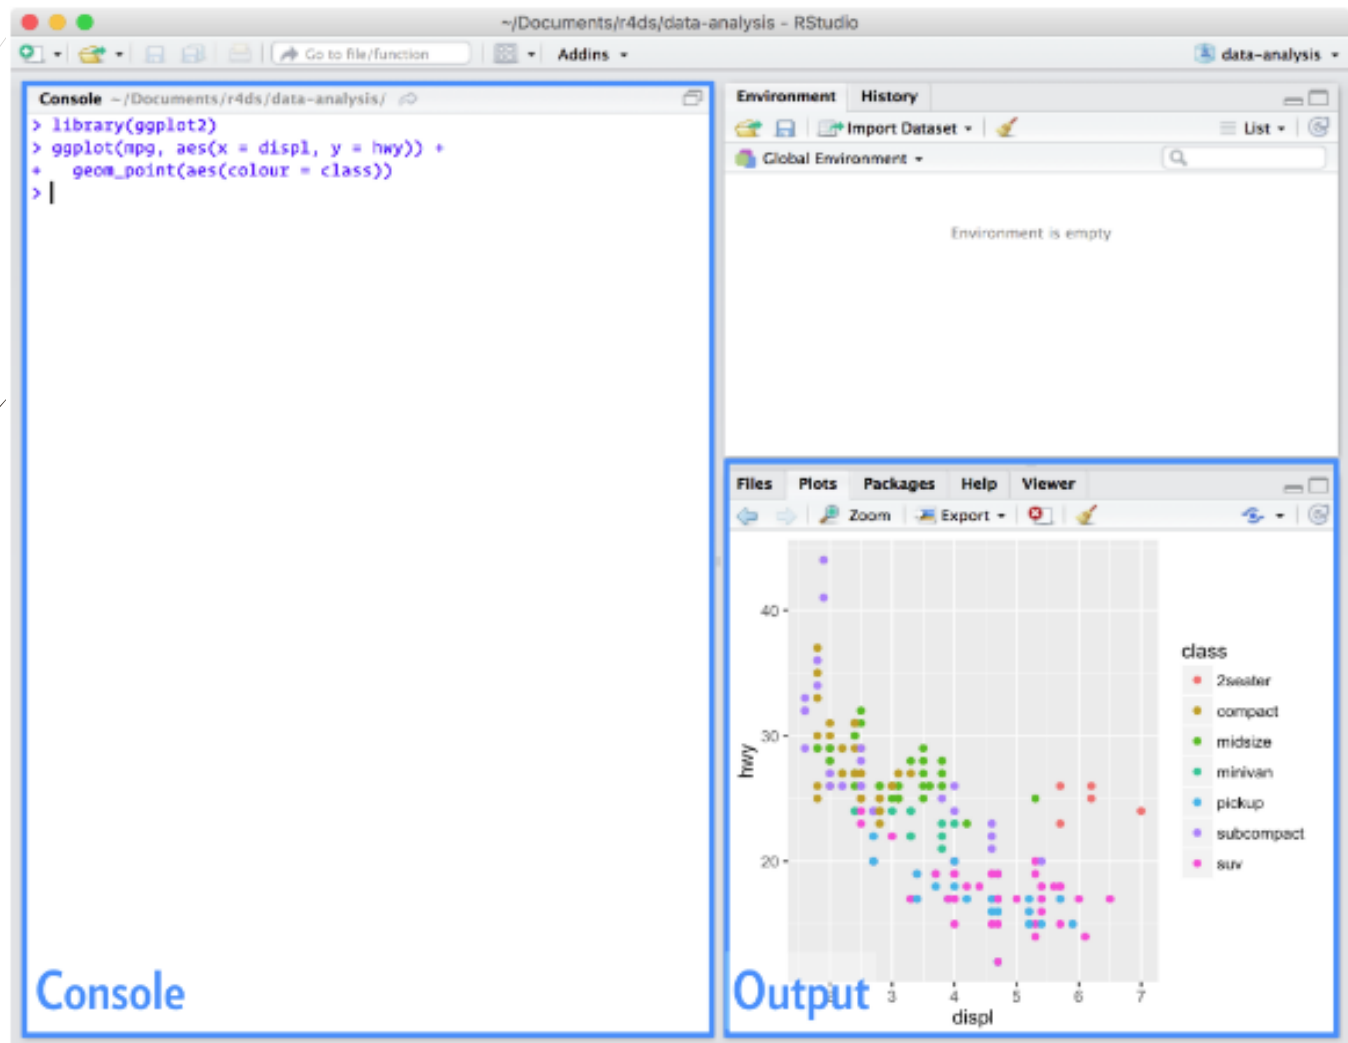 ~/Documents/r4ds/data-analysis - RStudio
Go to file/function
Addins
data-analysis
Console ~/Documents/r4ds/data-analysis/
> library(ggplot2)
> ggplot(mpg, aes(x = displ, y = hwy)) +
+   geom_point(aes(colour = class))
>
Console
Environment History
Import Dataset
List
Global Environment
Environment is empty
Files Plots Packages Help Viewer
Zoom Export
40
30
20
hwy
2 3 4 5 6 7
displ
class
2seater
compact
midsize
minivan
pickup
subcompact
suv
Output